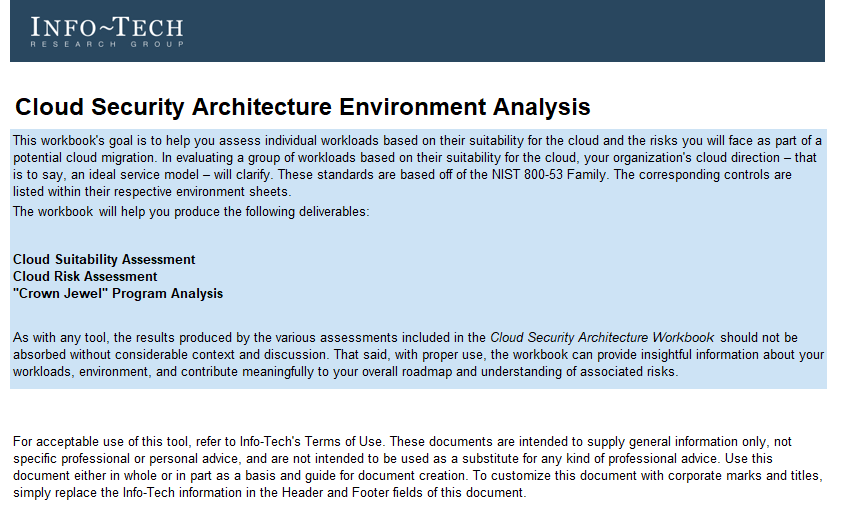 INFO~TECH
RESEARCH GROUP
Cloud Security Architecture Environment Analysis
This workbook's goal is to help you assess individual workloads based on their suitability for the cloud and the risks you will face as part of a
potential cloud migration. In evaluating a group of workloads based on their suitability for the cloud, your organization's cloud direction – that
is to say, an ideal service model – will clarify. These standards are based off of the NIST 800-53 Family. The corresponding controls are
listed within their respective environment sheets.
The workbook will help you produce the following deliverables:
Cloud Suitability Assessment
Cloud Risk Assessment
"Crown Jewel" Program Analysis
As with any tool, the results produced by the various assessments included in the Cloud Security Architecture Workbook should not be
absorbed without considerable context and discussion. That said, with proper use, the workbook can provide insightful information about your
workloads, environment, and contribute meaningfully to your overall roadmap and understanding of associated risks.
For acceptable use of this tool, refer to Info-Tech's Terms of Use. These documents are intended to supply general information only, not
specific professional or personal advice, and are not intended to be used as a substitute for any kind of professional advice. Use this
document either in whole or in part as a basis and guide for document creation. To customize this document with corporate marks and titles,
simply replace the Info-Tech information in the Header and Footer fields of this document.